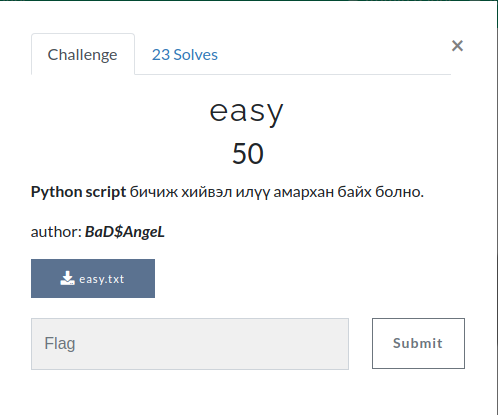 Challenge
23 Solves
×
easy
50
Python script бичиж хийвэл илүү амархан байх болно.
author: BaD$AngeL
easy.txt
Flag
Submit